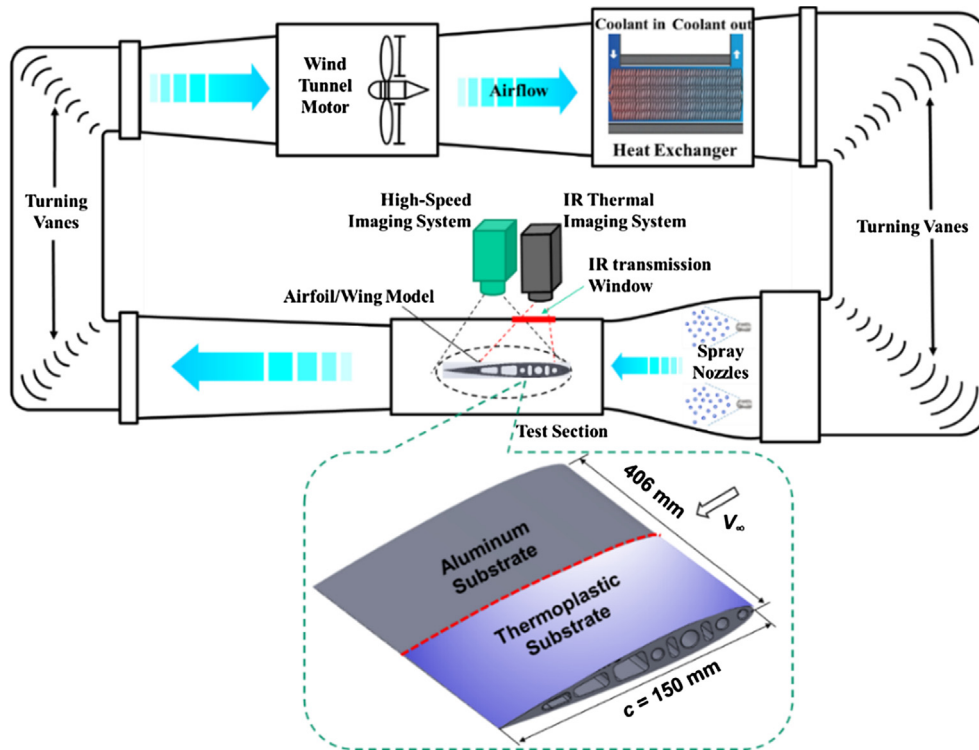 Coolant in Coolant out
Wind
Tunnel
Motor
Airflow
Heat Exchanger
Turning
Vanes
High-Speed
Imaging System
IR Thermal
Imaging System
Turning Vanes
IR transmission
Window
Airfoil/Wing Model
Spray
Nozzles
Test Section
406 mm
V∞
Aluminum
Substrate
Thermoplastic
Substrate
c = 150 mm